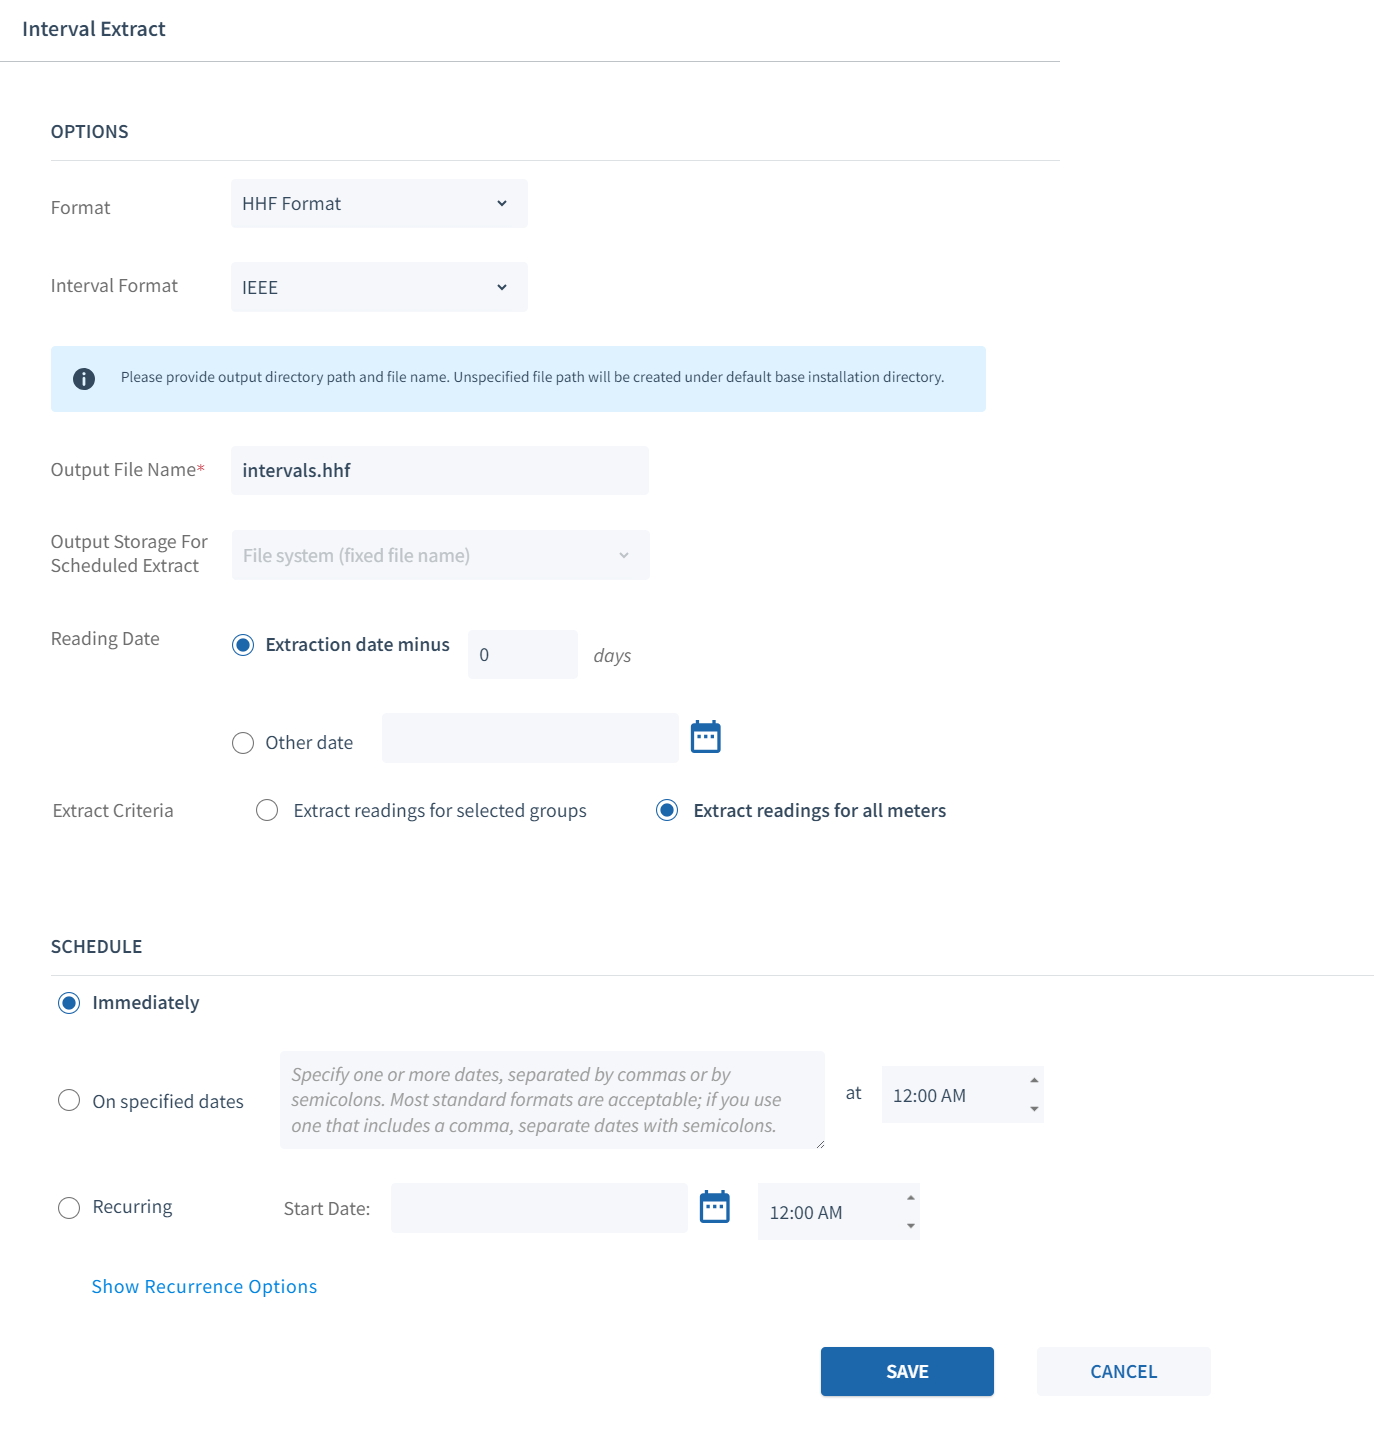 Interval Extract
OPTIONS
Format
HHF Format
Interval Format
IEEE
Please provide output directory path and file name. Unspecified file path will be created under default base installation directory.
Output File Name*
intervals.hhf
Output Storage For
Scheduled Extract
File system (fixed file name)
Reading Date
Extraction date minus
0
days
Other date
Extract Criteria
Extract readings for selected groups
Extract readings for all meters
SCHEDULE
Immediately
On specified dates
Specify one or more dates, separated by commas or by
semicolons. Most standard formats are acceptable; if you use
one that includes a comma, separate dates with semicolons.
at
12:00 AM
Recurring
Start Date:
12:00 AM
Show Recurrence Options
SAVE
CANCEL